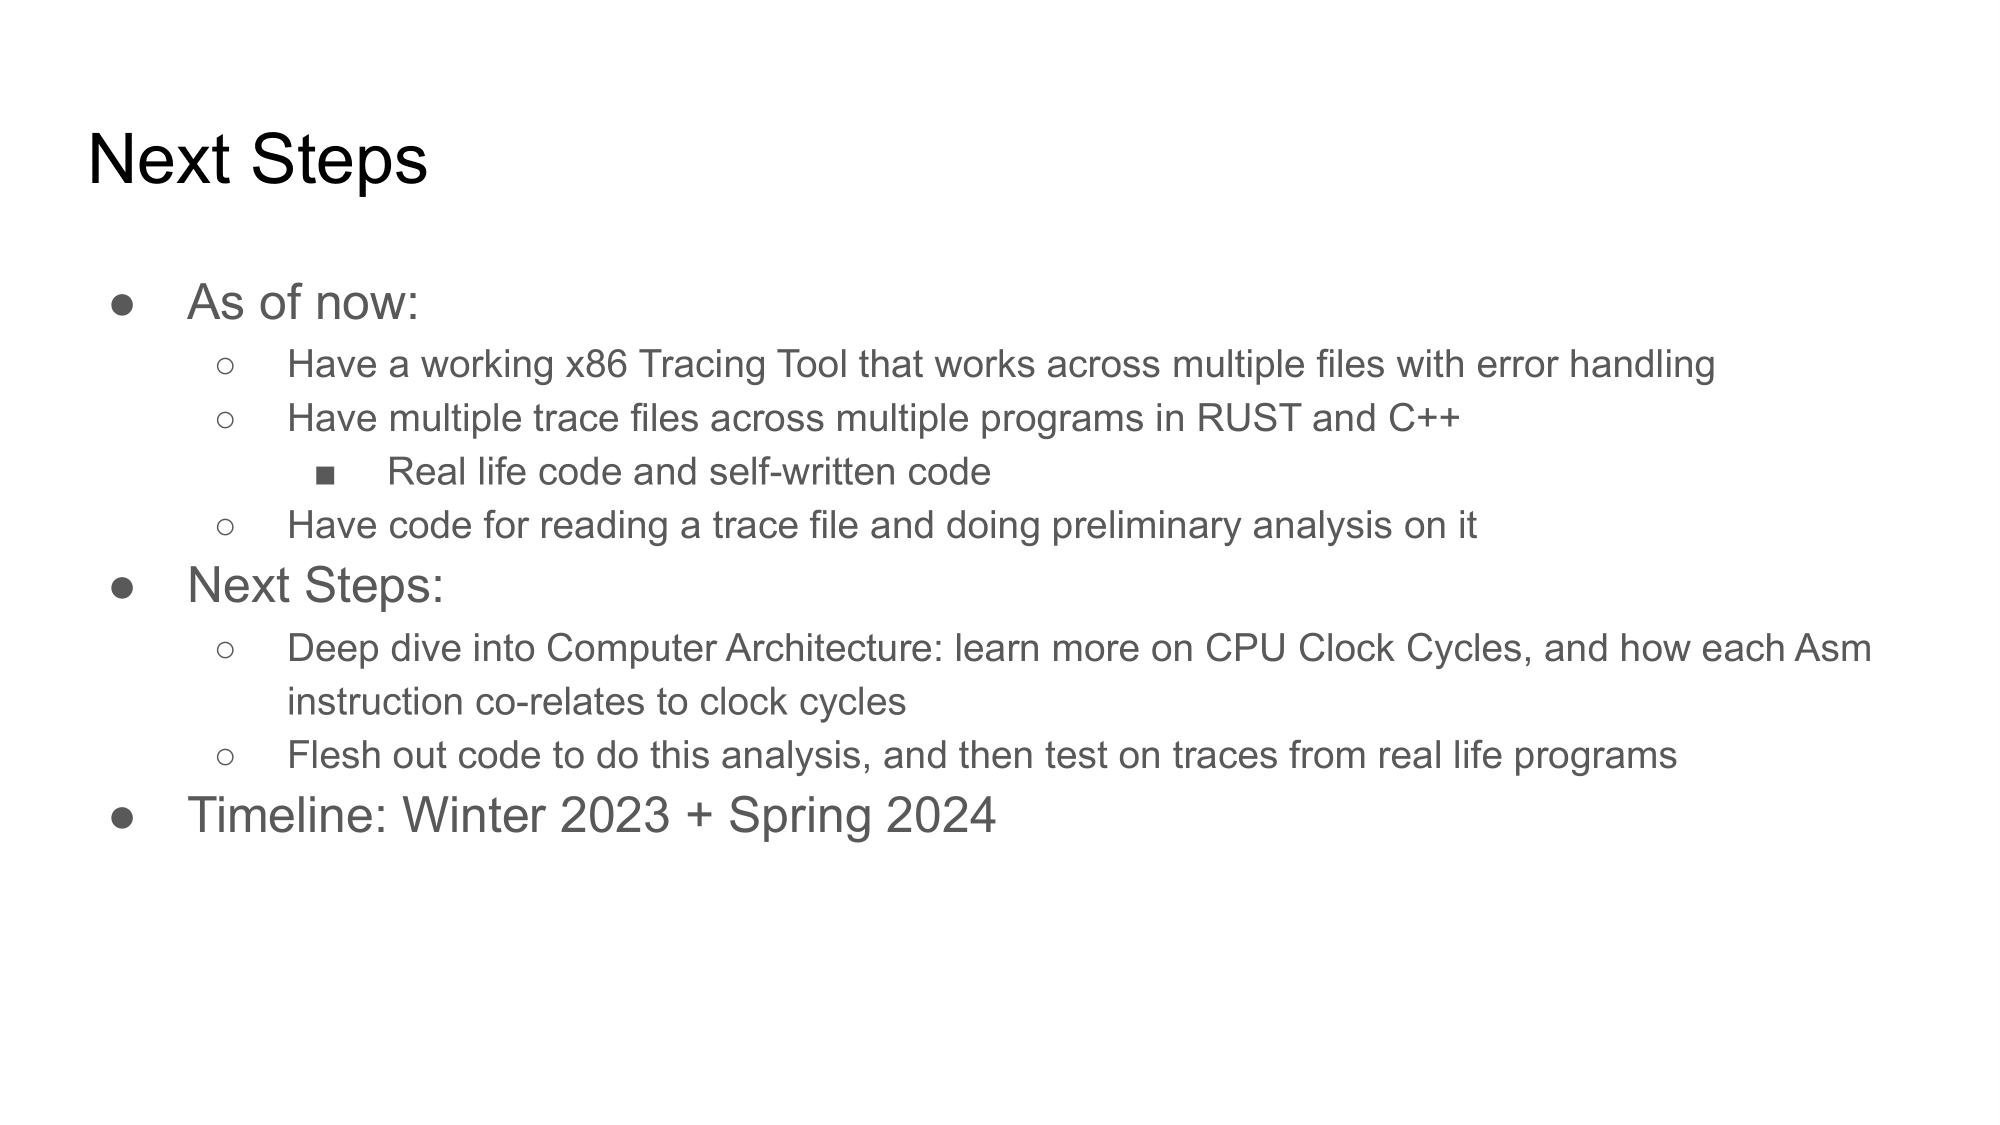 Next Steps
● As of now:
○ Have a working x86 Tracing Tool that works across multiple files with error handling
○ Have multiple trace files across multiple programs in RUST and C++
■ Real life code and self-written code
○ Have code for reading a trace file and doing preliminary analysis on it
● Next Steps:
○ Deep dive into Computer Architecture: learn more on CPU Clock Cycles, and how each Asm
instruction co-relates to clock cycles
○ Flesh out code to do this analysis, and then test on traces from real life programs
● Timeline: Winter 2023 + Spring 2024